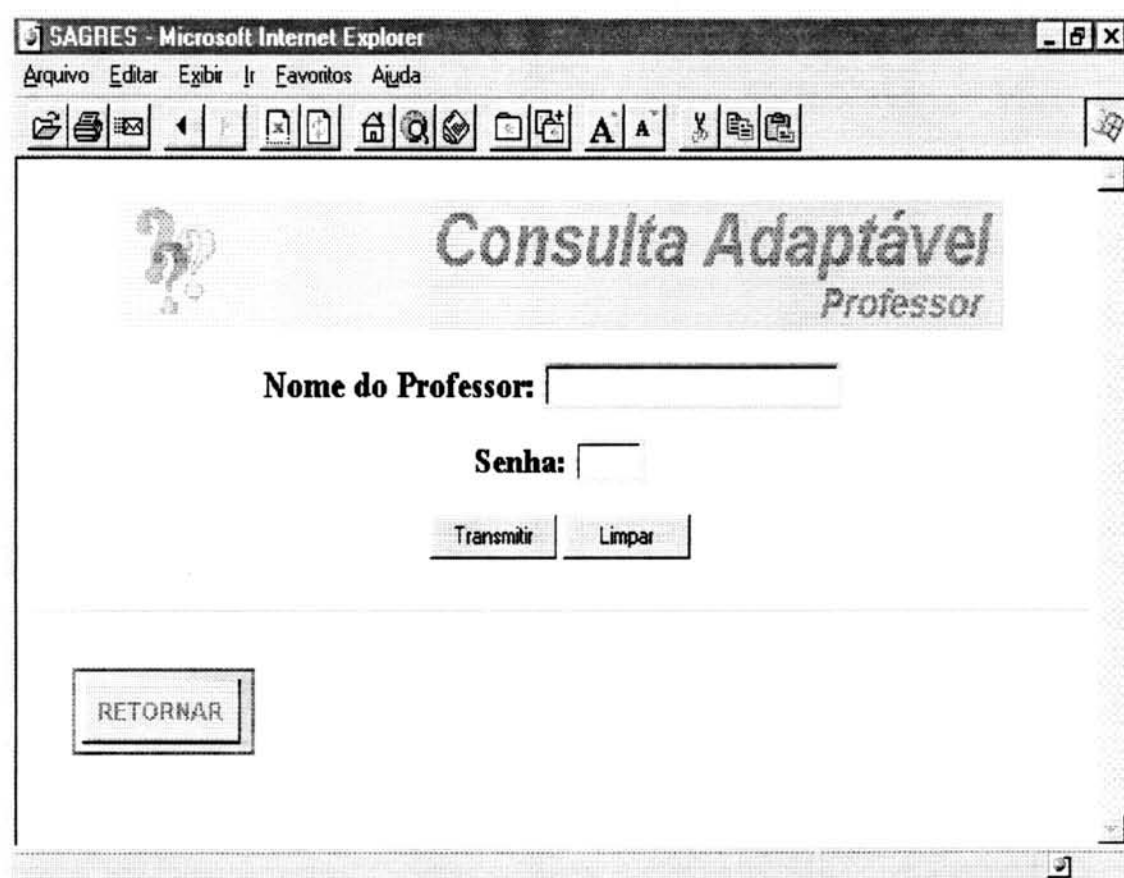 SAGRES - Microsoft Internet Explorer
Arquivo Editar Exibir Ir Favoritos Ajuda
Consulta Adaptável
Professor
Nome do Professor:
Senha:
Transmitir Limpar
RETORNAR